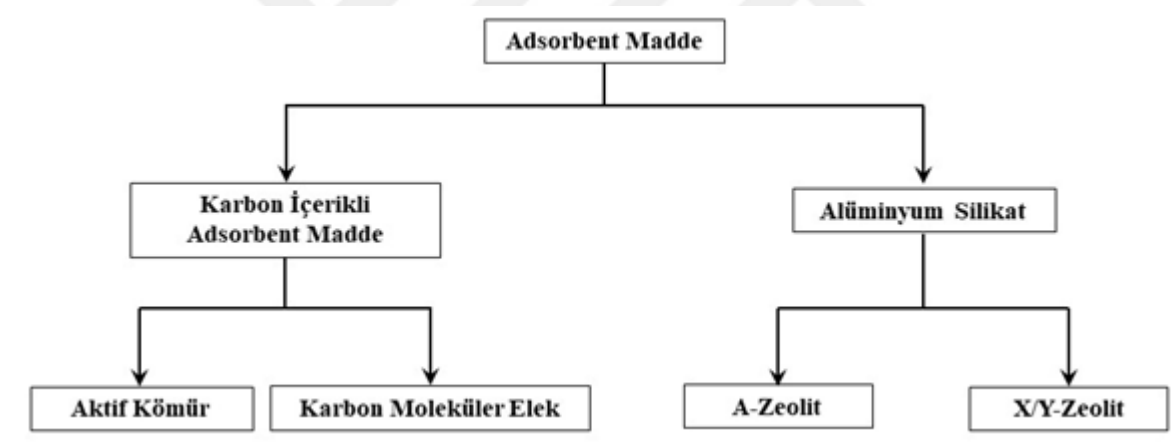 Adsorbent Madde
Karbon İçerikli
Adsorbent Madde
Alüminyum Silikat
Aktif Kömür
Karbon Moleküler Elek
A-Zeolit
X/Y-Zeolit